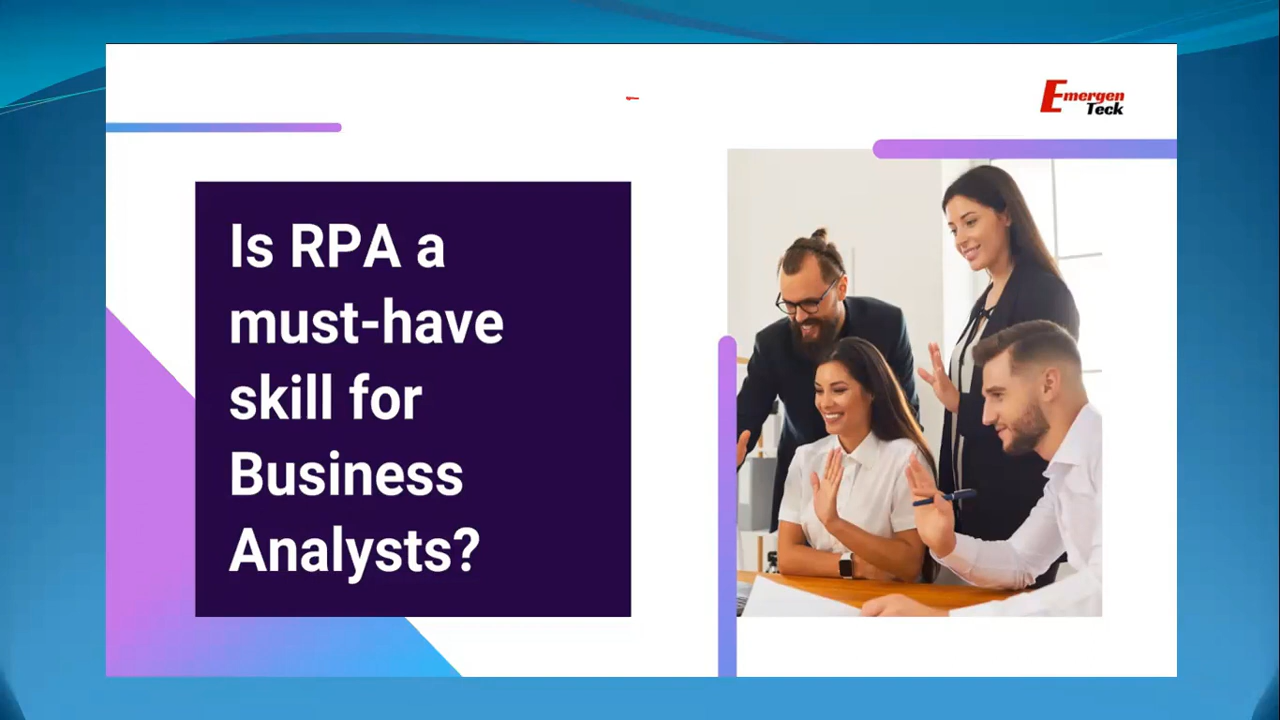 Emergen
Teck
Is RPA a
must-have
skill for
Business
Analysts?